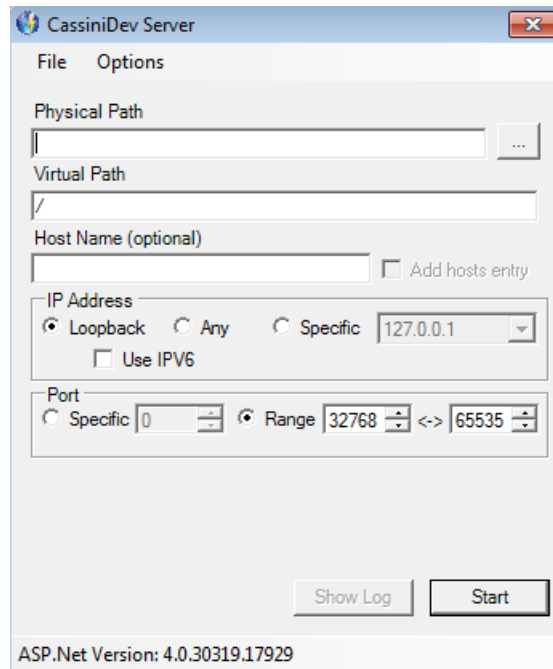 CassiniDev Server
File Options
Physical Path
...
Virtual Path
/
Host Name (optional)
Add hosts entry
IP Address
Loopback Any Specific 127.0.0.1
Use IPV6
Port
Specific 0 Range 32768 <-> 65535
Show Log Start
ASP.Net Version: 4.0.30319.17929